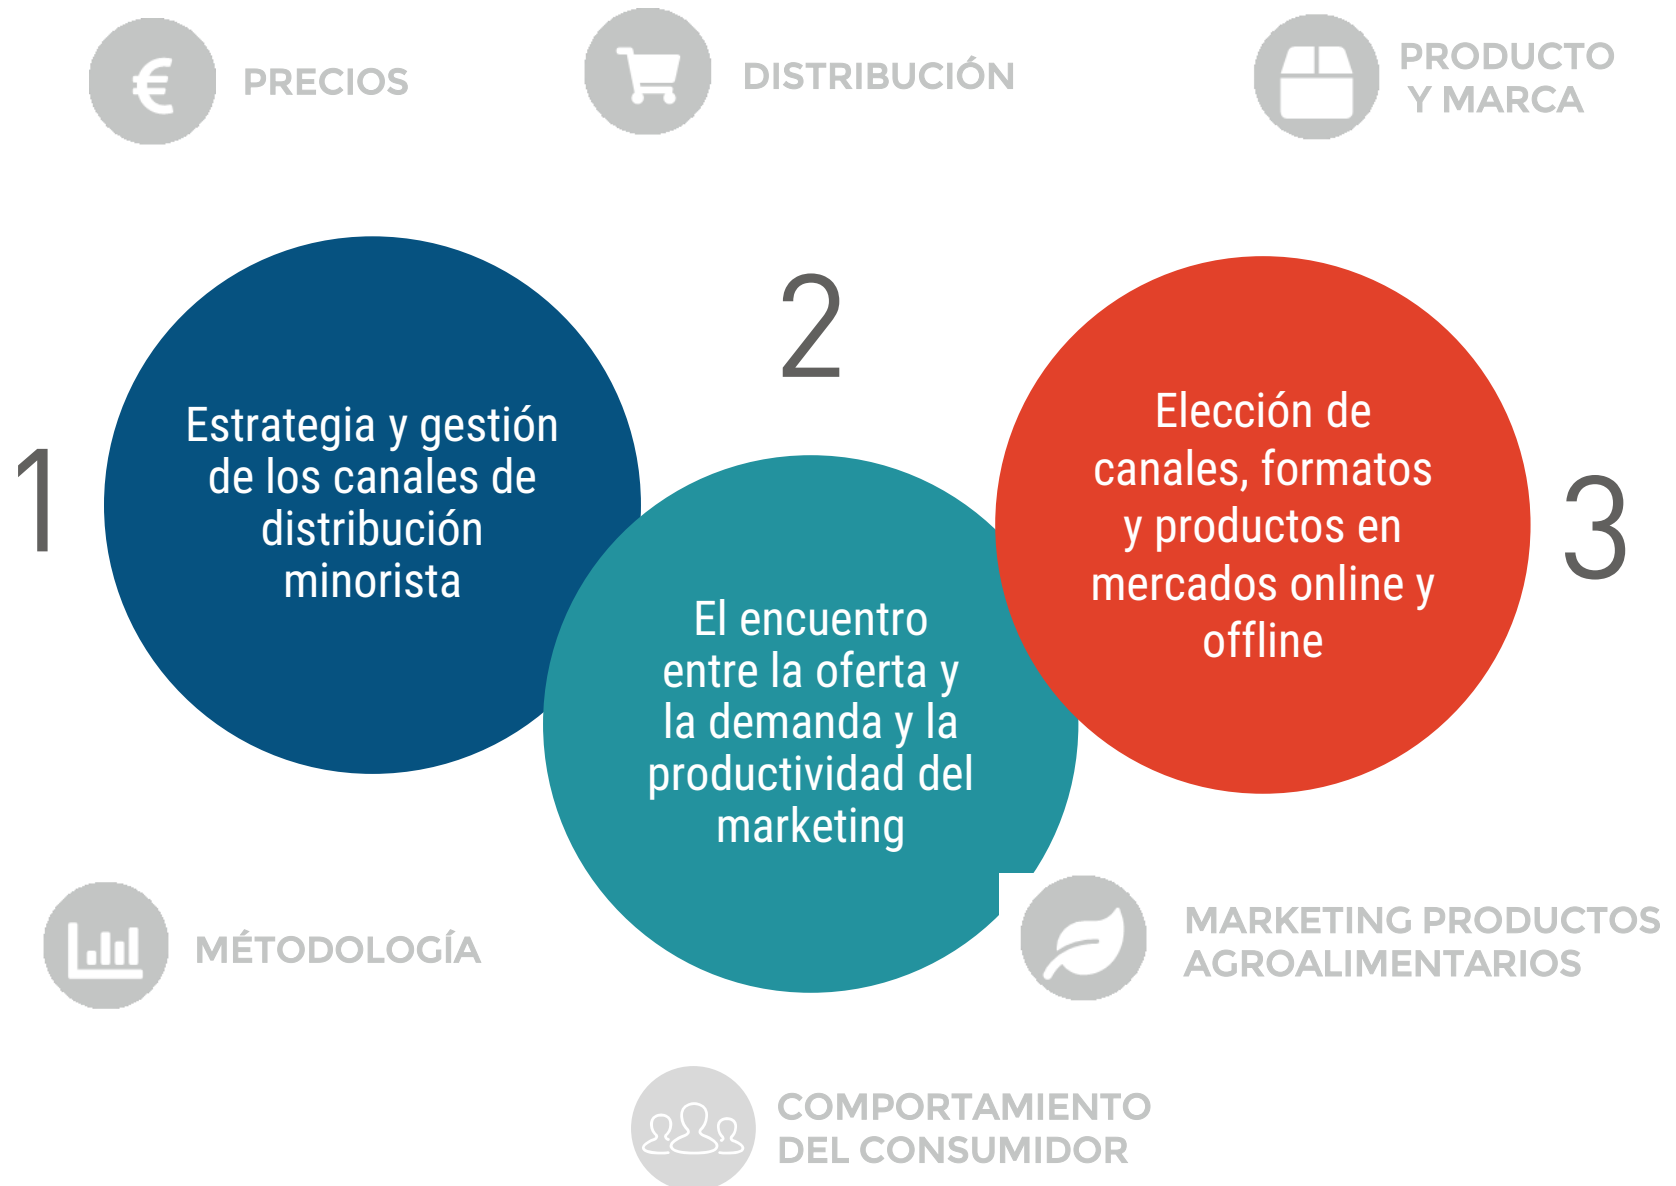 €
PRECIOS
DISTRIBUCIÓN
PRODUCTO
Y MARCA
1
Estrategia y gestión
de los canales de
distribución
minorista
2
El encuentro
entre la oferta y
la demanda y la
productividad del
marketing
Elección de
canales, formatos
y productos en
mercados online y
offline
3
MÉTODOLOGÍA
MARKETING PRODUCTOS
AGROALIMENTARIOS
COMPORTAMIENTO
DEL CONSUMIDOR